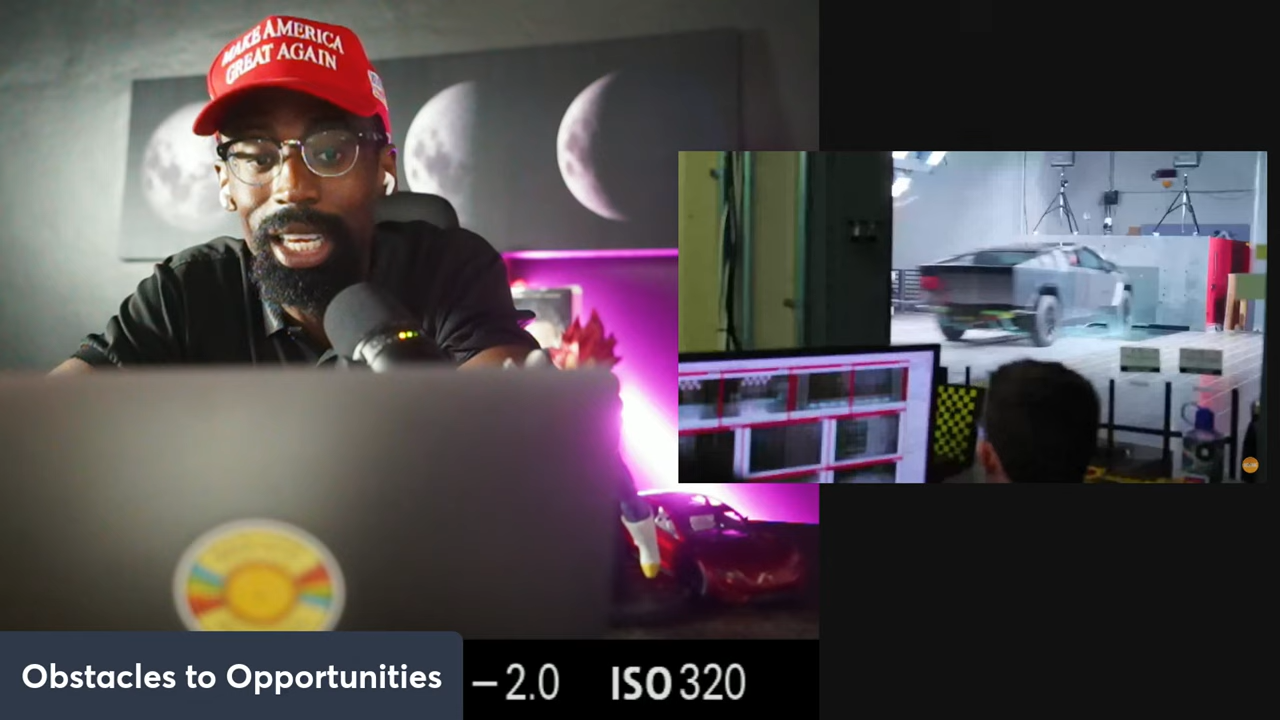 MAKE AMERICA
GREAT AGAIN
Obstacles to Opportunities
– 2.0 ISO 320